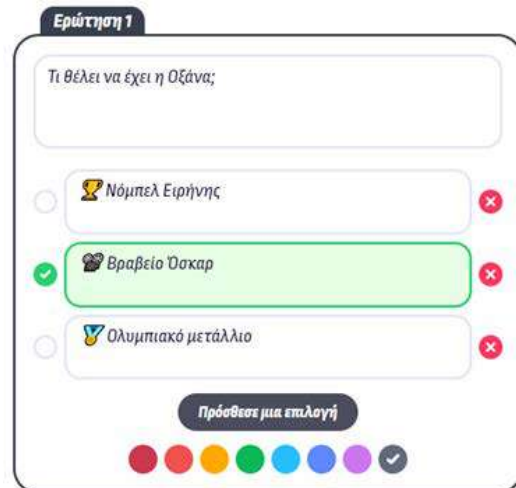 Ερώτηση 1
Τι θέλει να έχει η Οξάνα;
🏆Νόμπελ Ειρήνης
📽Βραβείο Όσκαρ
🏅Ολυμπιακό μετάλλιο
Πρόσθεσε μια επιλογή